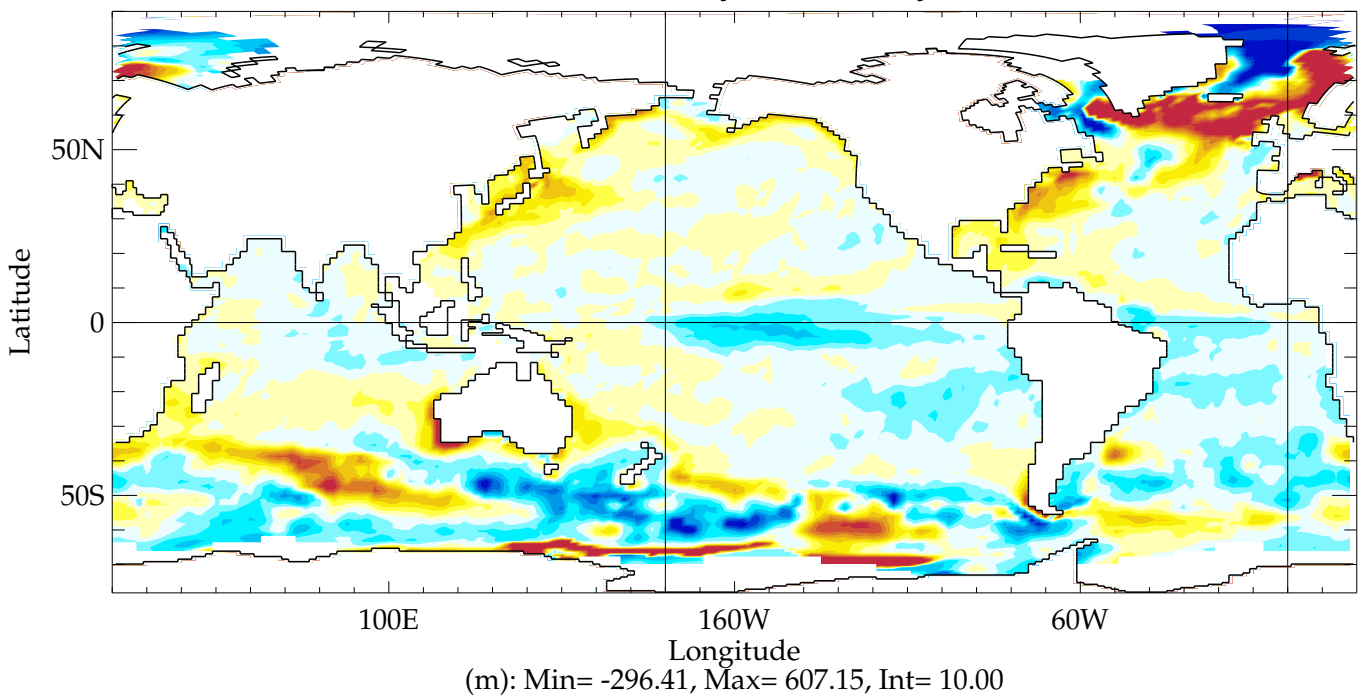 50N
0
50S
Latitude
100E
160W
60W
Longitude
(m): Min= -296.41, Max= 607.15, Int= 10.00